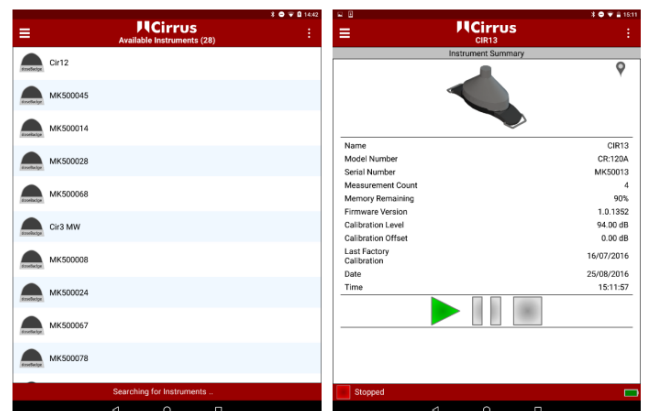 14:42
Cirrus
Available Instruments (28)
Cir12
MK500045
MK500014
MK500028
MK500068
Cir3 MW
MK500008
MK500024
MK500067
MK500078
Searching for Instruments ..
15:11
Cirrus
CIR13
Instrument Summary
Name CIR13
Model Number CR:120A
Serial Number MK50013
Measurement Count 4
Memory Remaining 90%
Firmware Version 1.0.1352
Calibration Level 94.00 dB
Calibration Offset 0.00 dB
Last Factory
Calibration 16/07/2016
Date 25/08/2016
Time 15:11:57
Stopped